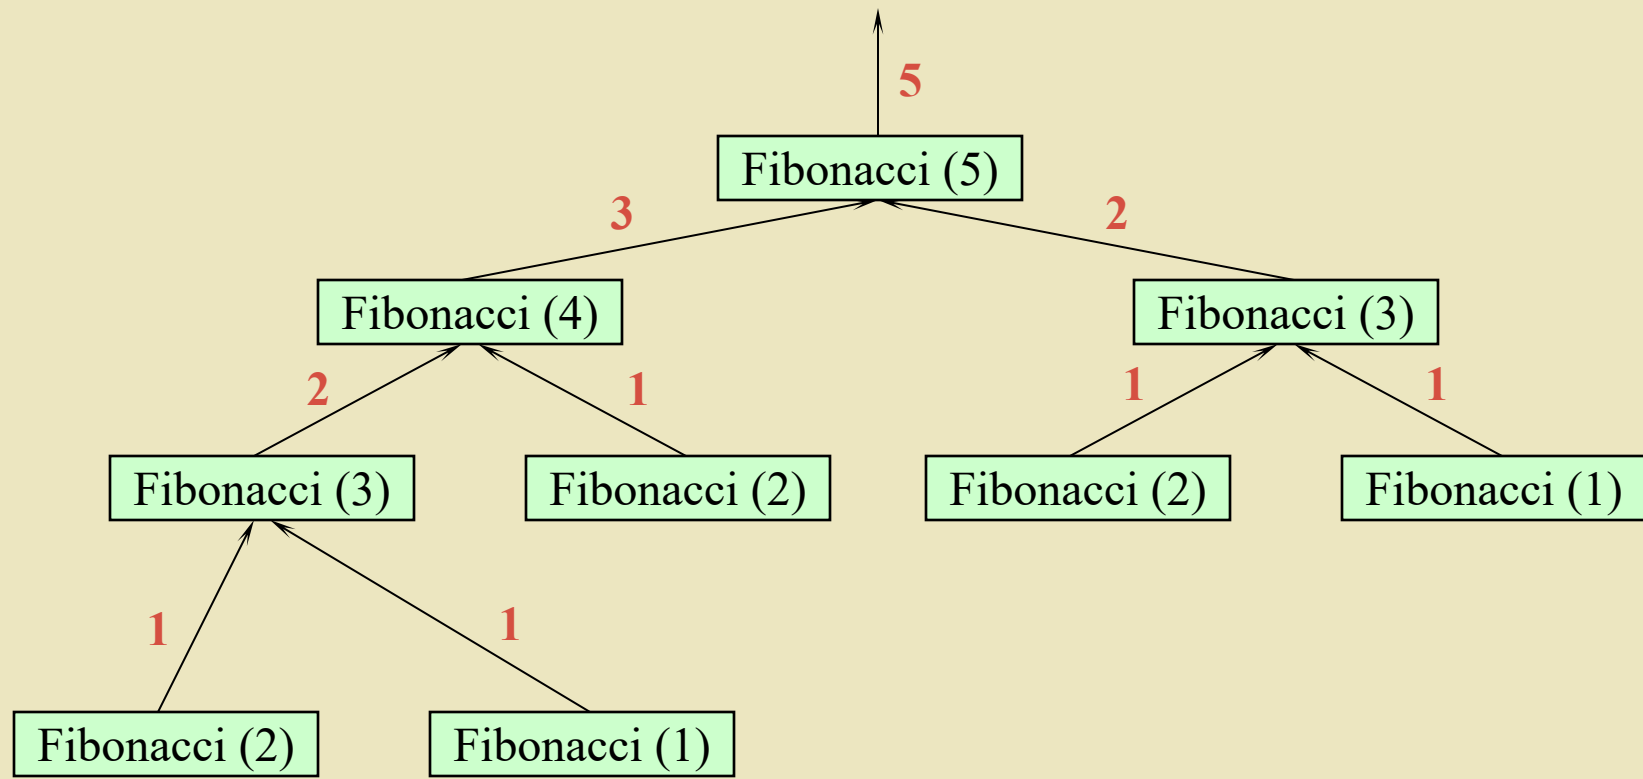 5
Fibonacci (5)
3
2
Fibonacci (4)
Fibonacci (3)
2
1
1
1
Fibonacci (3)
Fibonacci (2)
Fibonacci (2)
Fibonacci (1)
1
1
Fibonacci (2)
Fibonacci (1)